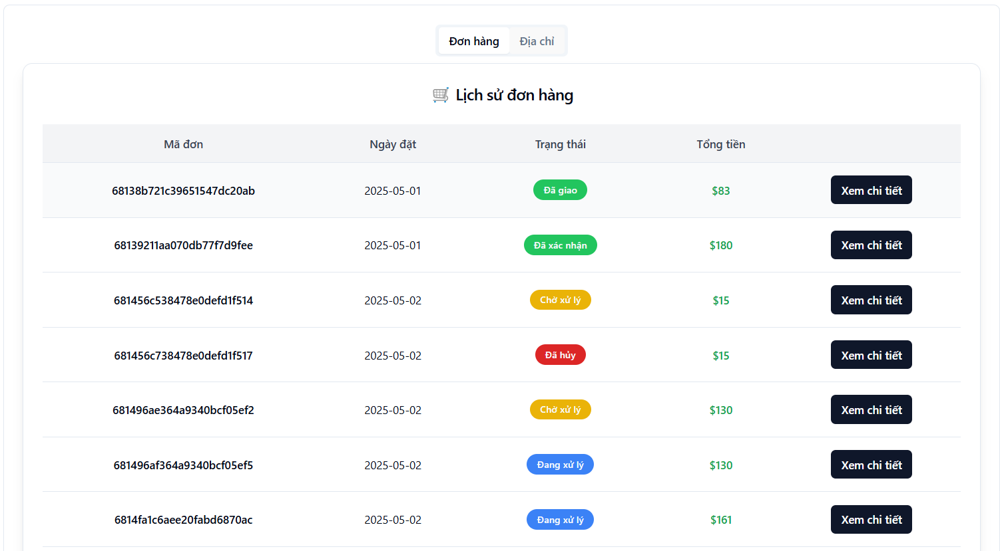 Đơn hàng Địa chỉ
Lịch sử đơn hàng
Mã đơn Ngày đặt Trạng thái Tổng tiền
68138b721c39651547dc20ab 2025-05-01 Đã giao $83 Xem chi tiết
68139211aa070db77f7d9fee 2025-05-01 Đã xác nhận $180 Xem chi tiết
681456c538478e0defd1f514 2025-05-02 Chờ xử lý $15 Xem chi tiết
681456c738478e0defd1f517 2025-05-02 Đã hủy $15 Xem chi tiết
681496ae364a9340bcf05ef2 2025-05-02 Chờ xử lý $130 Xem chi tiết
681496af364a9340bcf05ef5 2025-05-02 Đang xử lý $130 Xem chi tiết
6814fa1c6aee20fabd6870ac 2025-05-02 Đang xử lý $161 Xem chi tiết